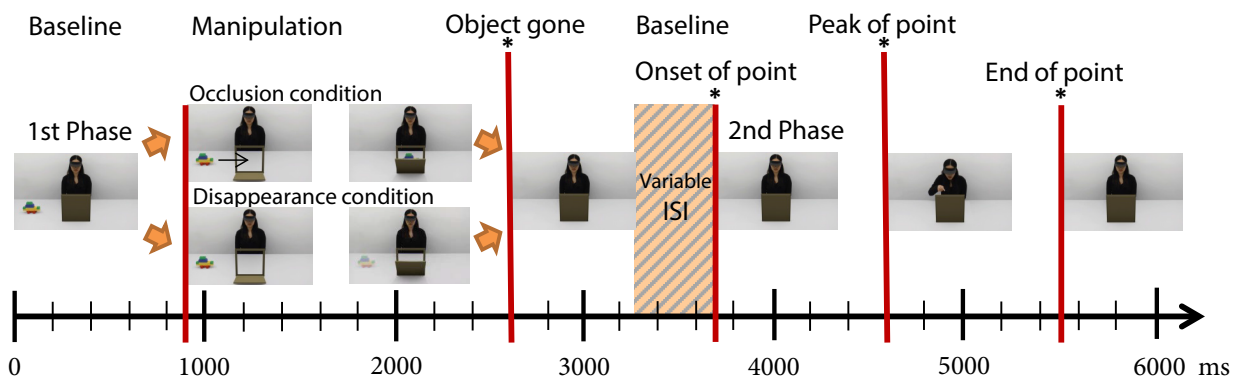 Baseline
Manipulation
Object gone
*
Baseline
Peak of point
*
Onset of point
*
End of point
*
1st Phase
Occlusion condition
Disappearance condition
Variable
ISI
2nd Phase
0
1000
2000
3000
4000
5000
6000
ms